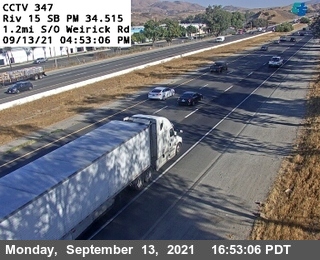 CCTV 347
Riv 15 SB PM 34.515
1.2mi S/O Weirick Rd
09/13/21 04:53:06 PM
Monday, September 13, 2021 16:53:06 PDT